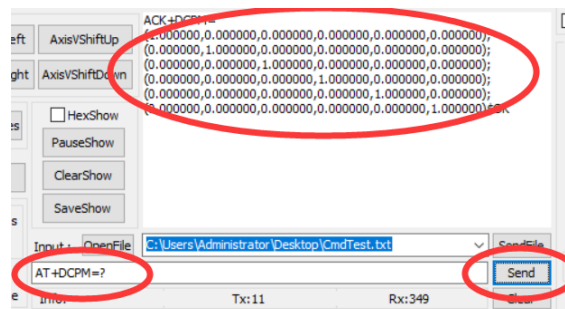 ACK+DCPM=
(1.000000,0.000000,0.000000,0.000000,0.000000,0.000000);
(0.000000,1.000000,0.000000,0.000000,0.000000,0.000000);
(0.000000,0.000000,1.000000,0.000000,0.000000,0.000000);
(0.000000,0.000000,0.000000,1.000000,0.000000,0.000000);
(0.000000,0.000000,0.000000,0.000000,1.000000,0.000000);
(0.000000,0.000000,0.000000,0.000000,0.000000,1.000000)$OK
eft AxisVShiftUp
ght AxisVShiftDown
HexShow
es
PauseShow
ClearShow
SaveShow
s
Input: OpenFile C:\Users\Administrator\Desktop\CmdTest.txt SendFile
AT+DCPM=? Send
e Info: Tx:11 Rx:349 Clear